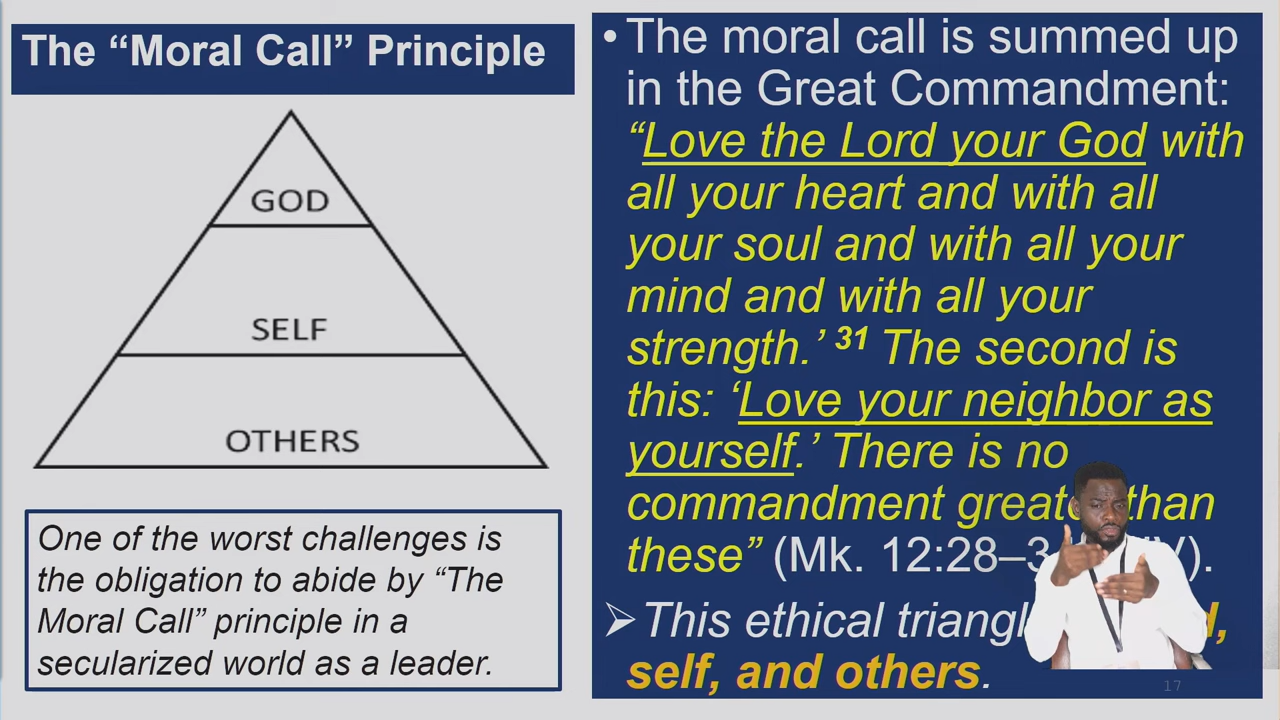 The “Moral Call” Principle
GOD
SELF
OTHERS
One of the worst challenges is
the obligation to abide by “The
Moral Call” principle in a
secularized world as a leader.
• The moral call is summed up
in the Great Commandment:
“Love the Lord your God with
all your heart and with all
your soul and with all your
mind and with all your
strength.’ 31 The second is
this: ‘Love your neighbor as
yourself.’ There is no
commandment than
these” (Mk. 12:28–
➢ This ethical
self, and others.
17